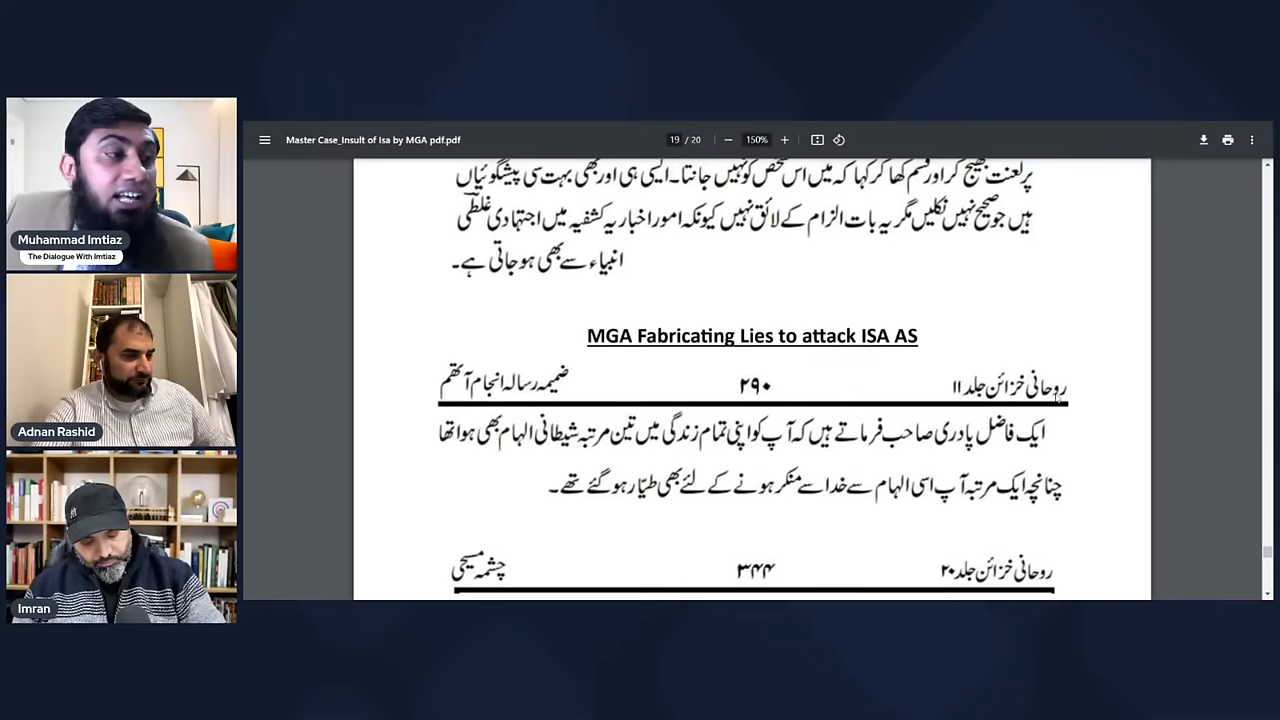 Muhammad Imtiaz
The Dialogue With Imtiaz
Adnan Rashid
Imran
Master Case_Insult of Isa by MGA pdf.pdf
19 / 20
150%
پر لعنت بھیج کر اور قسم کھا کر کہا کہ میں اس شخص کو نہیں جانتا۔ ایسی ہی اور بھی بہت سی پیشگوئیاں
ہیں جو صحیح نہیں نکلیں مگر یہ بات الزام کے لائق نہیں کیونکہ امور اخباریہ کشفیہ میں اجتہادی غلطی
انبیاء سے بھی ہو جاتی ہے۔
MGA Fabricating Lies to attack ISA AS
روحانی خزائن جلد ۱۱ ۲۹۰ ضمیمہ رسالہ انجام آتھم
ایک فاضل پادری صاحب فرماتے ہیں کہ آپ کو اپنی تمام زندگی میں تین مرتبہ شیطانی الہام بھی ہوا تھا
چنانچہ ایک مرتبہ آپ اسی الہام سے خدا سے منکر ہونے کے لئے بھی طیار ہو گئے تھے۔
روحانی خزائن جلد ۲۰ ۳۴۴ چشمہ مسیحی